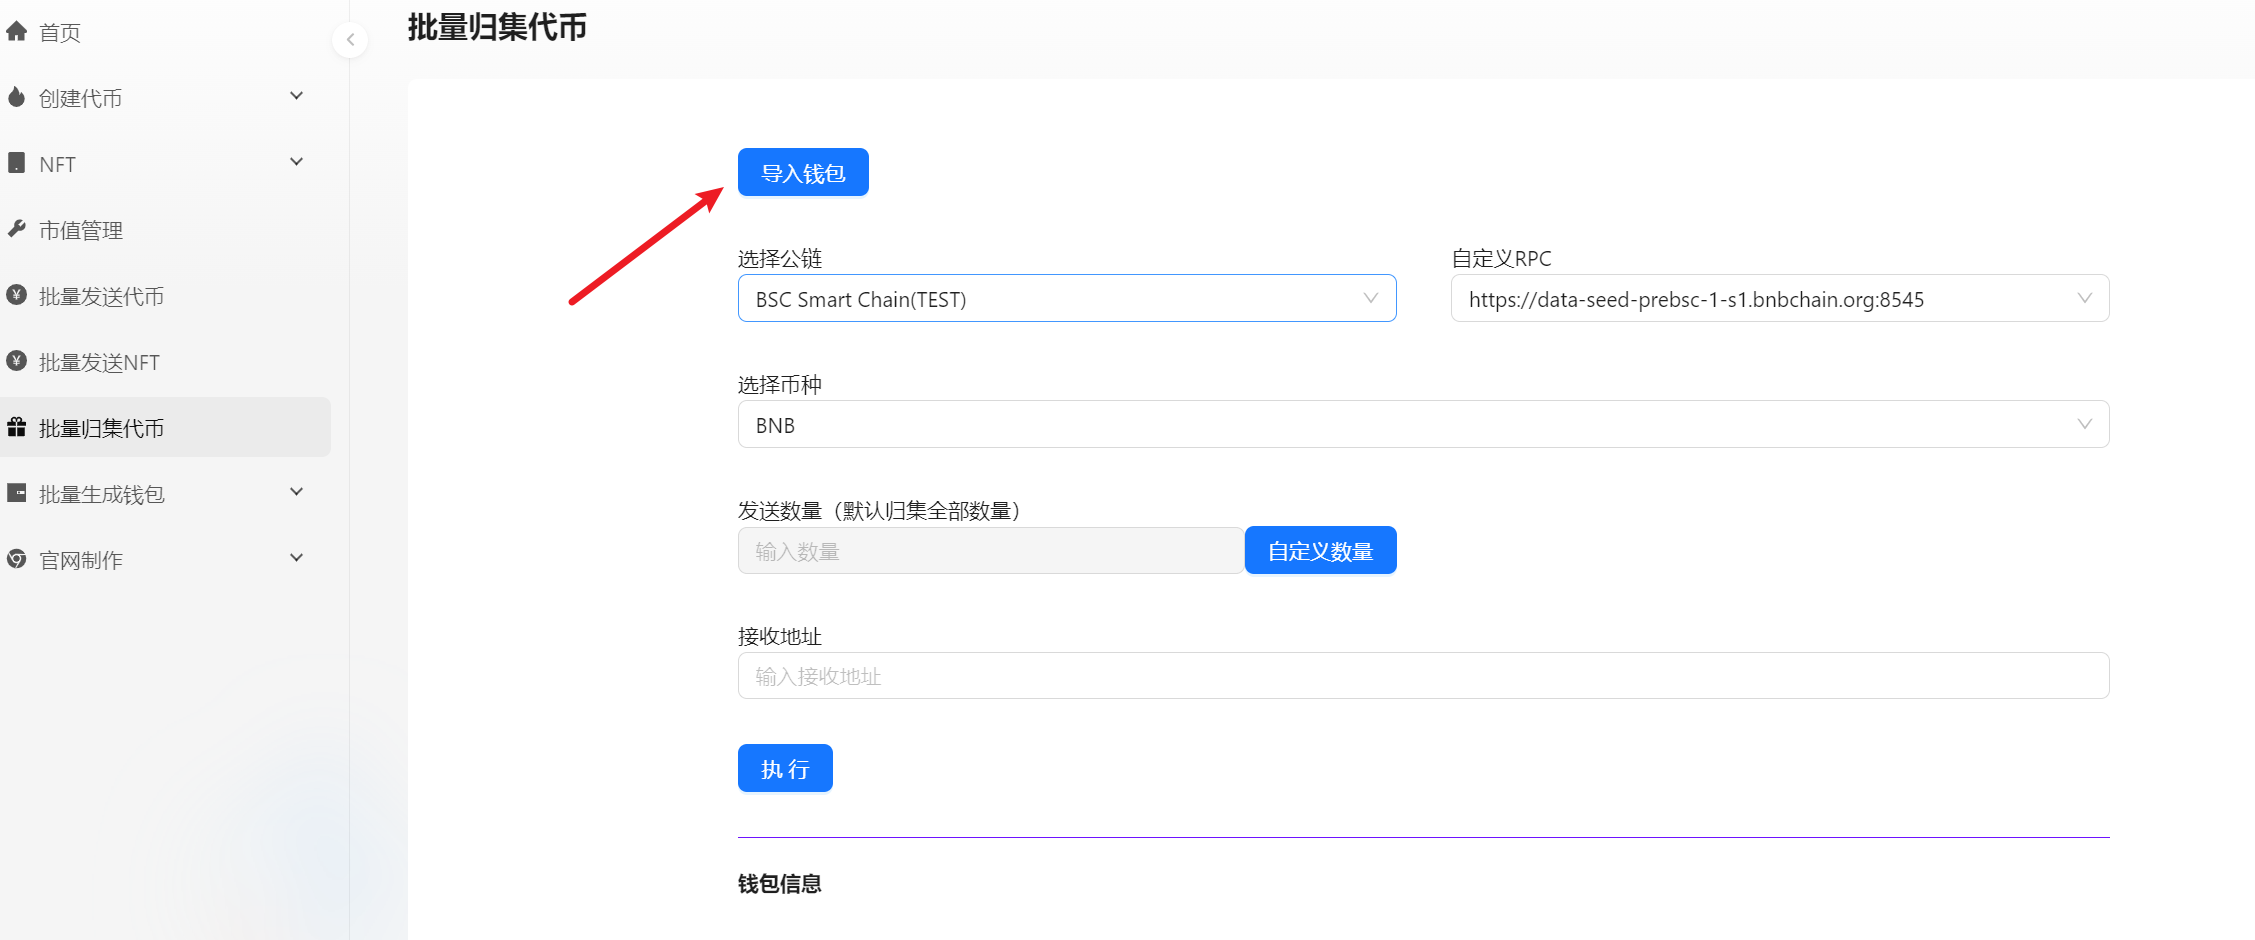 首页
创建代币
NFT
市值管理
批量发送代币
批量发送NFT
批量归集代币
批量生成钱包
官网制作
批量归集代币
导入钱包
选择公链
BSC Smart Chain(TEST)
自定义RPC
https://data-seed-prebsc-1-s1.bnbchain.org:8545
选择币种
BNB
发送数量（默认归集全部数量）
输入数量
自定义数量
接收地址
输入接收地址
执 行
钱包信息